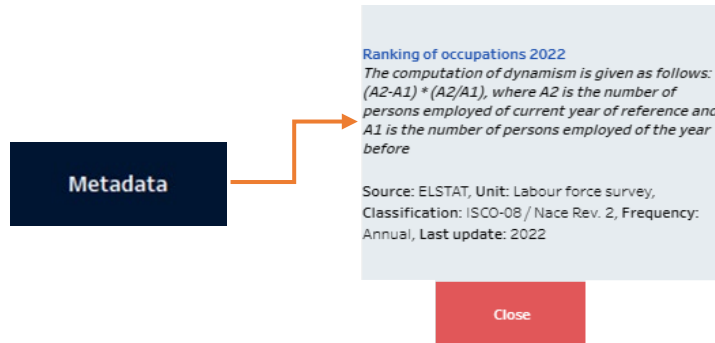 Ranking of occupations 2022
The computation of dynamism is given as follows:
(A2-A1) * (A2/A1), where A2 is the number of
persons employed of current year of reference and
A1 is the number of persons employed of the year
before
Metadata
Source: ELSTAT, Unit: Labour force survey,
Classification: ISCO-08 / Nace Rev. 2, Frequency:
Annual, Last update: 2022
Close